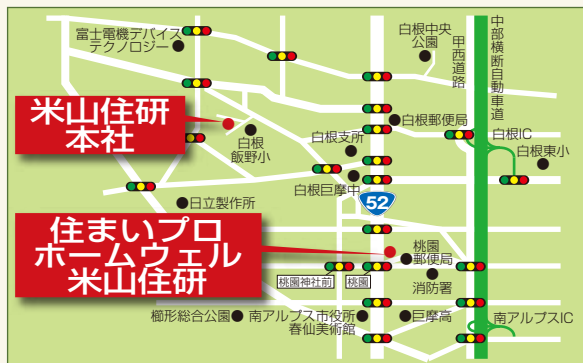 富士電機デバイス
テクノロジー
白根中央
公園
甲西道路
中部横断自動車道
米山住研
本社
白根
飯野小
白根郵便局
白根支所
白根IC
白根東小
白根巨摩中
日立製作所
52
住まいプロ
ホームウェル
米山住研
桃園
郵便局
消防署
桃園神社前
桃園
櫛形総合公園
南アルプス市役所
春仙美術館
巨摩高
南アルプスIC